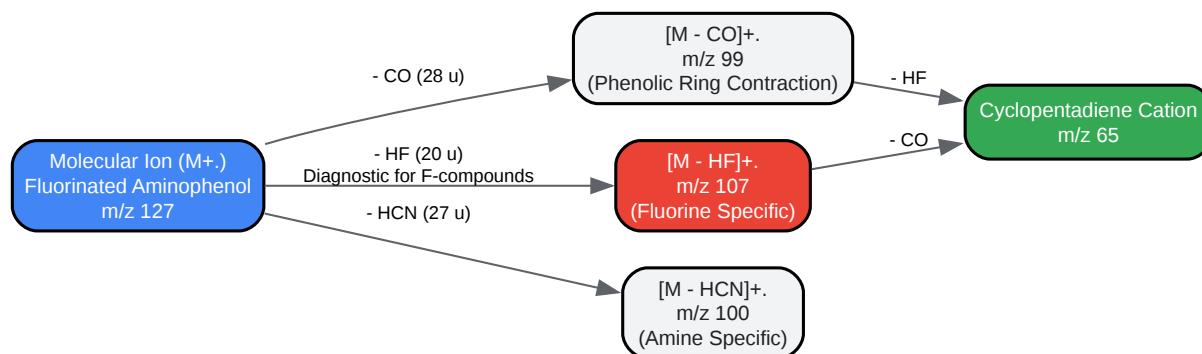 Molecular Ion (M+.)
Fluorinated Aminophenol
m/z 127
- CO (28 u)
- HF (20 u)
Diagnostic for F-compounds
- HCN (27 u)
[M - CO]+.
m/z 99
(Phenolic Ring Contraction)
[M - HF]+.
m/z 107
(Fluorine Specific)
[M - HCN]+.
m/z 100
(Amine Specific)
- HF
- CO
Cyclopentadiene Cation
m/z 65